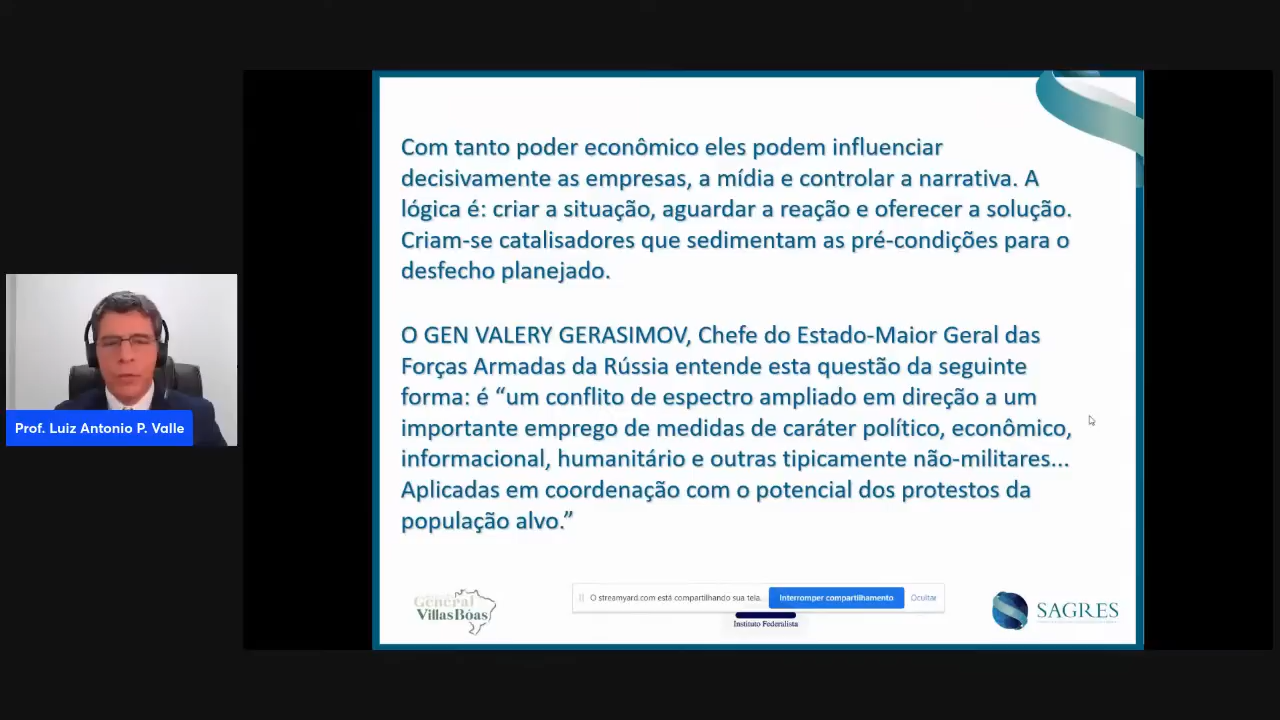 Com tanto poder econômico eles podem influenciar
decisivamente as empresas, a mídia e controlar a narrativa. A
lógica é: criar a situação, aguardar a reação e oferecer a solução.
Criam-se catalisadores que sedimentam as pré-condições para o
desfecho planejado.
O GEN VALERY GERASIMOV, Chefe do Estado-Maior Geral das
Forças Armadas da Rússia entende esta questão da seguinte
forma: é “um conflito de espectro ampliado em direção a um
importante emprego de medidas de caráter político, econômico,
informacional, humanitário e outras tipicamente não-militares...
Aplicadas em coordenação com o potencial dos protestos da
população alvo.”
Prof. Luiz Antonio P. Valle
General
Villas Bôas
O streamyard.com está compartilhando sua tela.
Interromper compartilhamento
Ocultar
Instituto Federalista
SAGRES